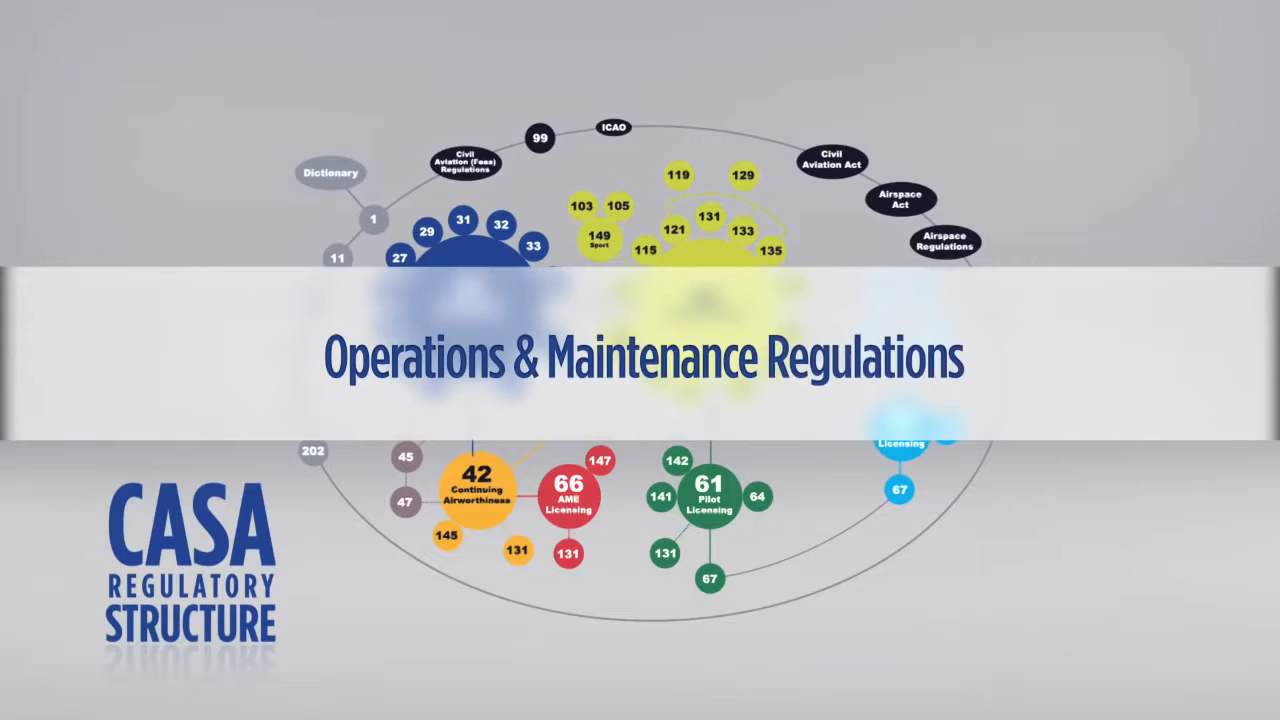 ICAO
99
Civil
Aviation (Fees)
Regulations
Civil
Aviation Act
Dictionary
119
129
Airspace
Act
103
105
1
31
32
131
29
121
133
149
Sport
33
115
135
Airspace
Regulations
11
27
Operations & Maintenance Regulations
Licensing
202
45
147
142
42
Continuing
Airworthiness
66
AME
Licensing
61
Pilot
Licensing
141
64
67
47
145
131
131
131
67
CASA
REGULATORY
STRUCTURE